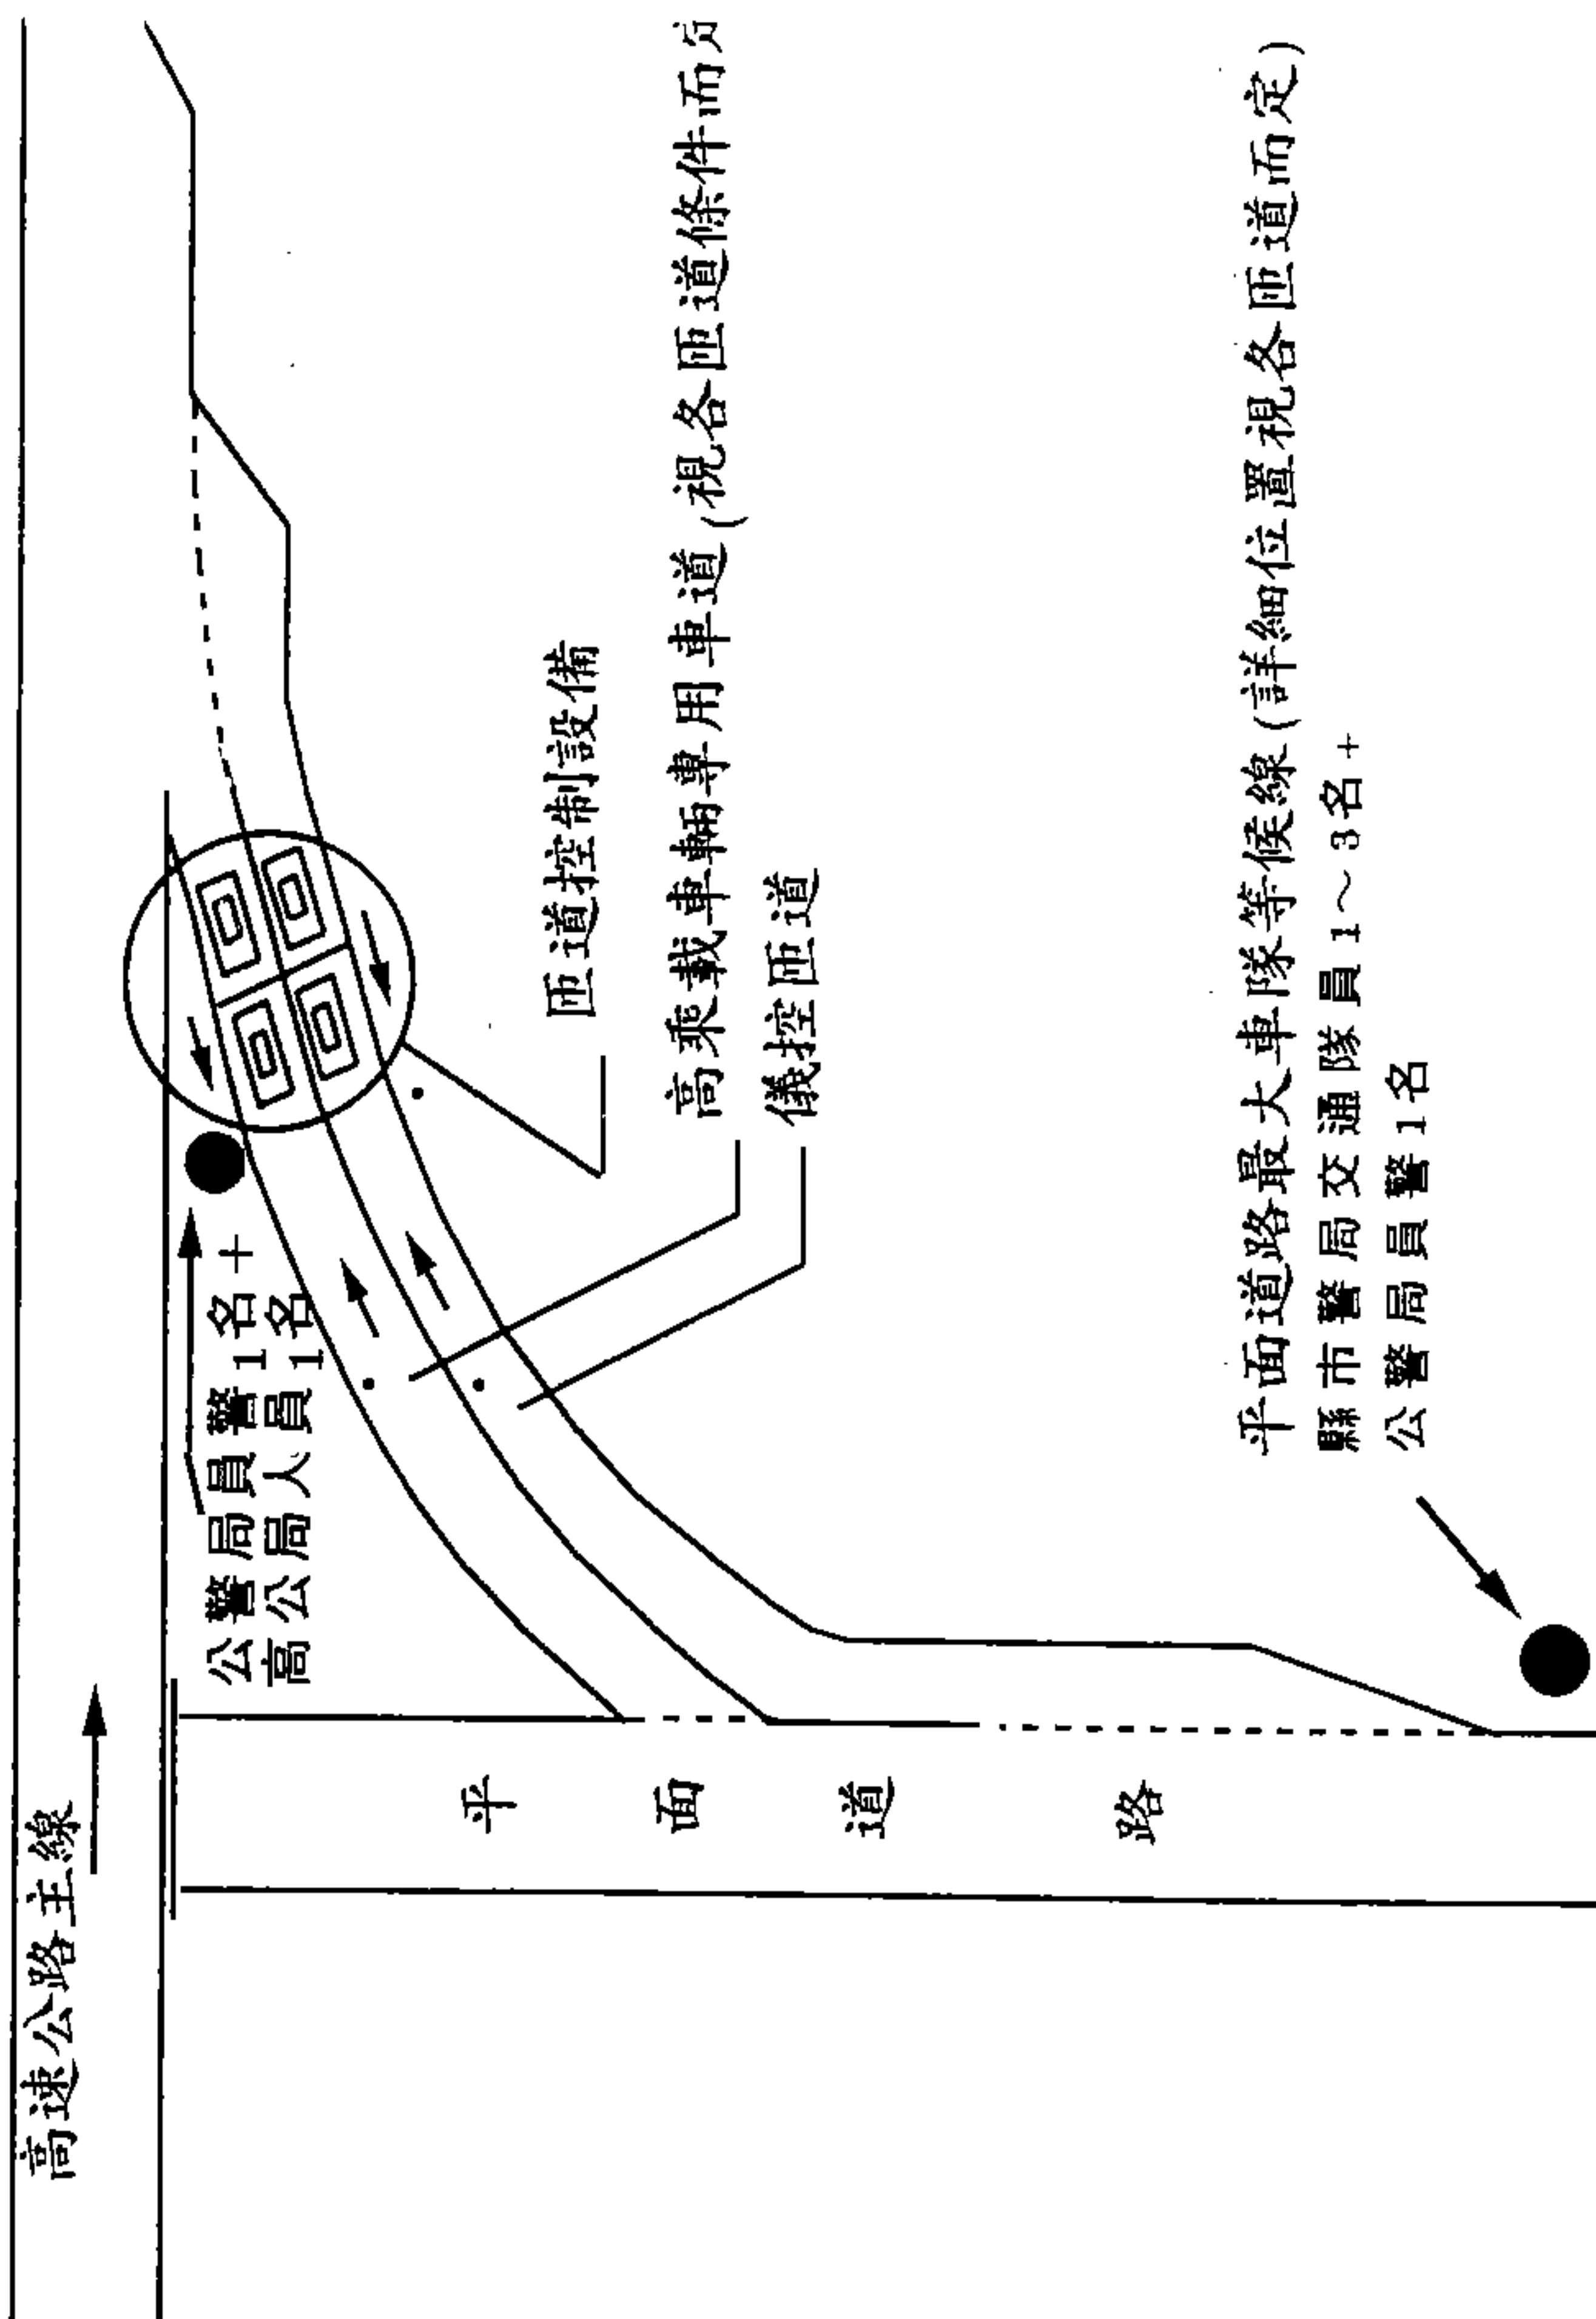 高速公路主線
公警局員警1名+
高公局人員1名
匝道控制設備
高乘載車輛專用車道(視各匝道條件而定
儀控匝道
平面道路
平面道路最大車隊等候線(詳細位置視各匝道而定)
縣市警局交通隊員1～3名+
公警局員警1名